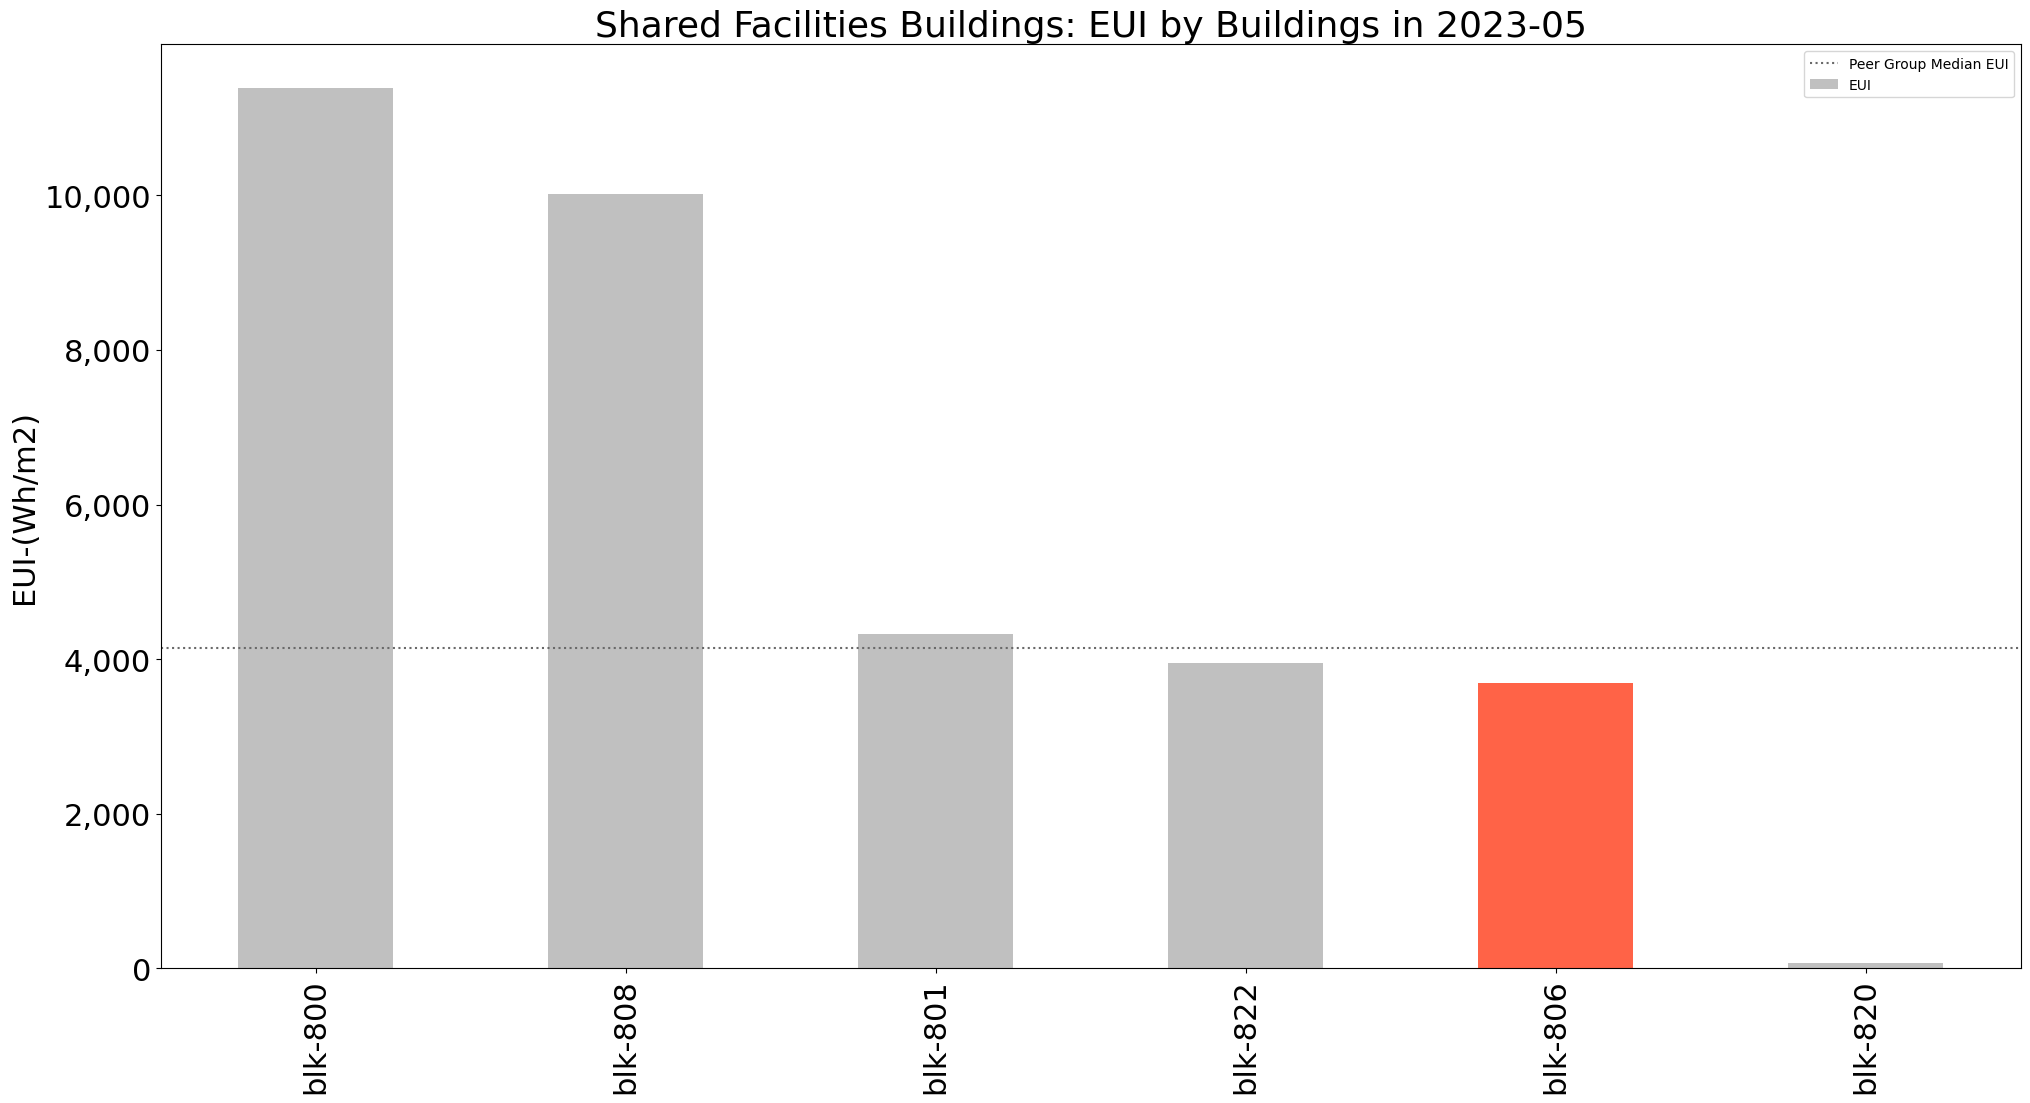 Shared Facilities Buildings: EUI by Buildings in 2023-05
Peer Group Median EUI
EUI
EUI-(Wh/m2)
10,000
8,000
6,000
4,000
2,000
0
blk-800
blk-808
blk-801
blk-822
blk-806
blk-820